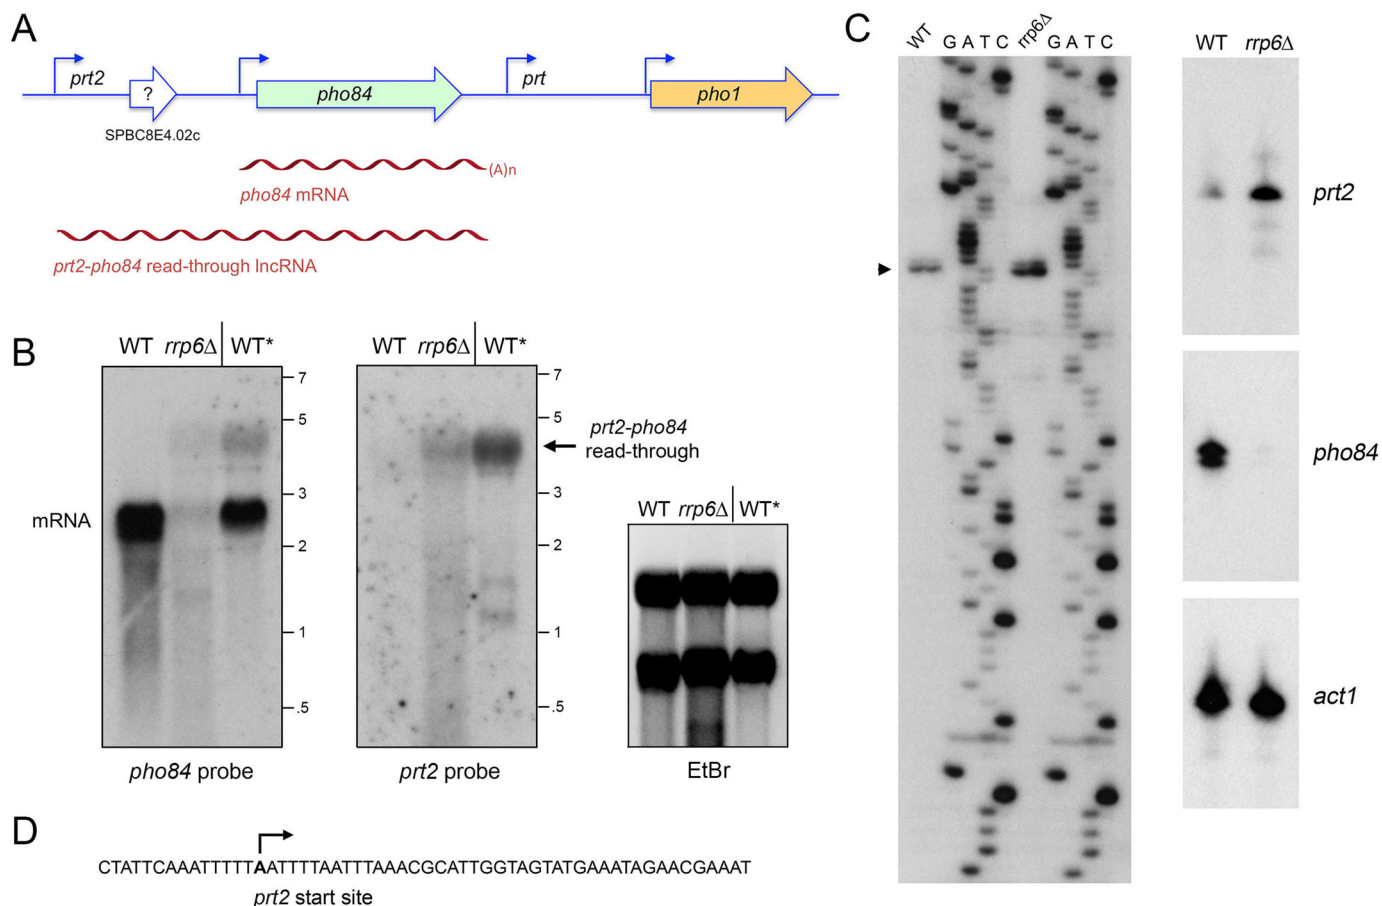 A
prt2
pho84
prt
pho1
?
SPBC8E4.02c
(A)n
pho84 mRNA
prt2-pho84 read-through lncRNA
B
WT rrp6Δ WT*
7
5
3
2
1
.5
mRNA
pho84 probe
WT rrp6Δ WT*
7
5
3
2
1
.5
prt2-pho84
read-through
prt2 probe
WT rrp6Δ WT*
EtBr
C
WT G A T C rrp6Δ G A T C
WT rrp6Δ
prt2
pho84
act1
D
CTATTCAAATTTTTAATTTTAATTTAAACGCATTGGTAGTATGAAATAGAACGAAAT
prt2 start site